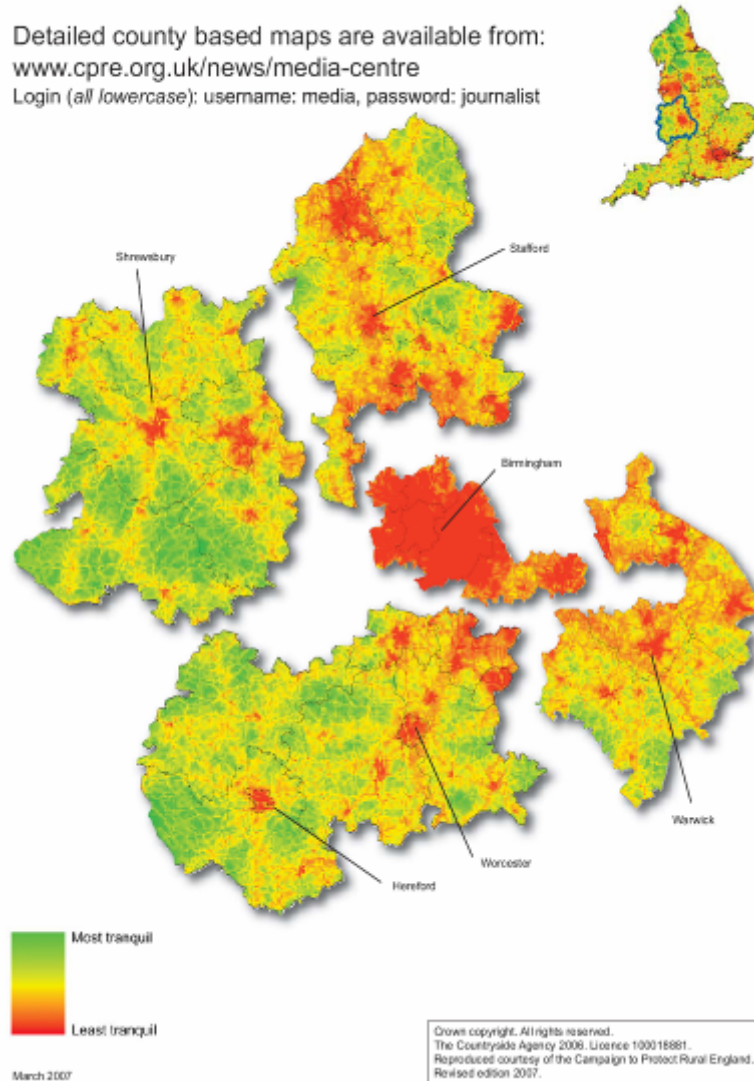 Detailed county based maps are available from:
www.cpre.org.uk/news/media-centre
Login (all lowercase): username: media, password: journalist
Shrewsbury
Stafford
Birmingham
Warwick
Worcester
Hereford
Most tranquil
Least tranquil
March 2007
Crown copyright. All rights reserved.
The Countryside Agency 2006. Licence 100018881.
Reproduced courtesy of the Campaign to Protect Rural England.
Revised edition 2007.